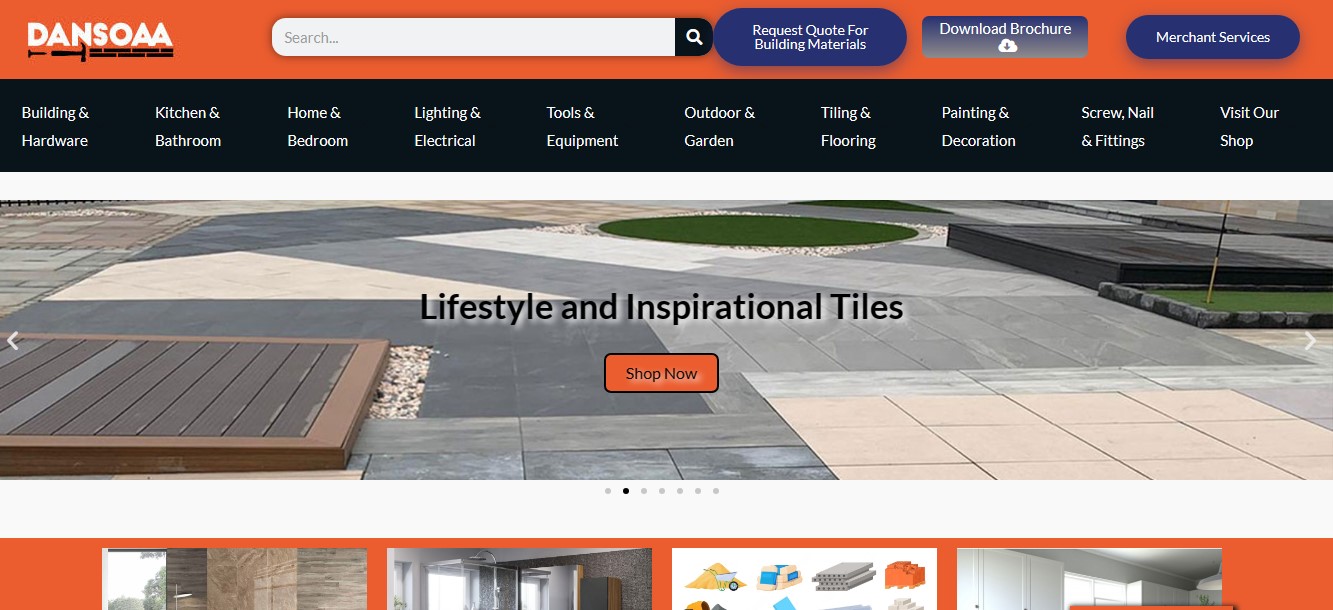 DANSOAA
Search...
Request Quote For
Building Materials
Download Brochure
Merchant Services
Building &
Hardware
Kitchen &
Bathroom
Home &
Bedroom
Lighting &
Electrical
Tools &
Equipment
Outdoor &
Garden
Tiling &
Flooring
Painting &
Decoration
Screw, Nail
& Fittings
Visit Our
Shop
Lifestyle and Inspirational Tiles
Shop Now